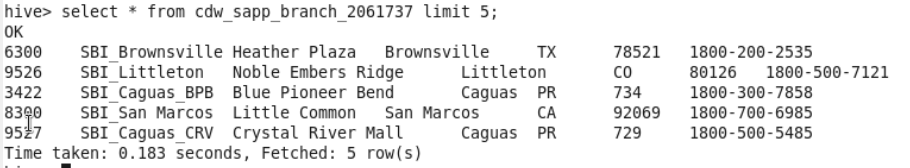 hive> select * from cdw_sapp_branch_2061737 limit 5;
OK
6300 SBI_Brownsville Heather Plaza Brownsville TX 78521 1800-200-2535
9526 SBI_Littleton Noble Embers Ridge Littleton CO 80126 1800-500-7121
3422 SBI_Caguas_BPB Blue Pioneer Bend Caguas PR 734 1800-300-7858
8300 SBI_San Marcos Little Common San Marcos CA 92069 1800-700-6985
9527 SBI_Caguas_CRV Crystal River Mall Caguas PR 729 1800-500-5485
Time taken: 0.183 seconds, Fetched: 5 row(s)